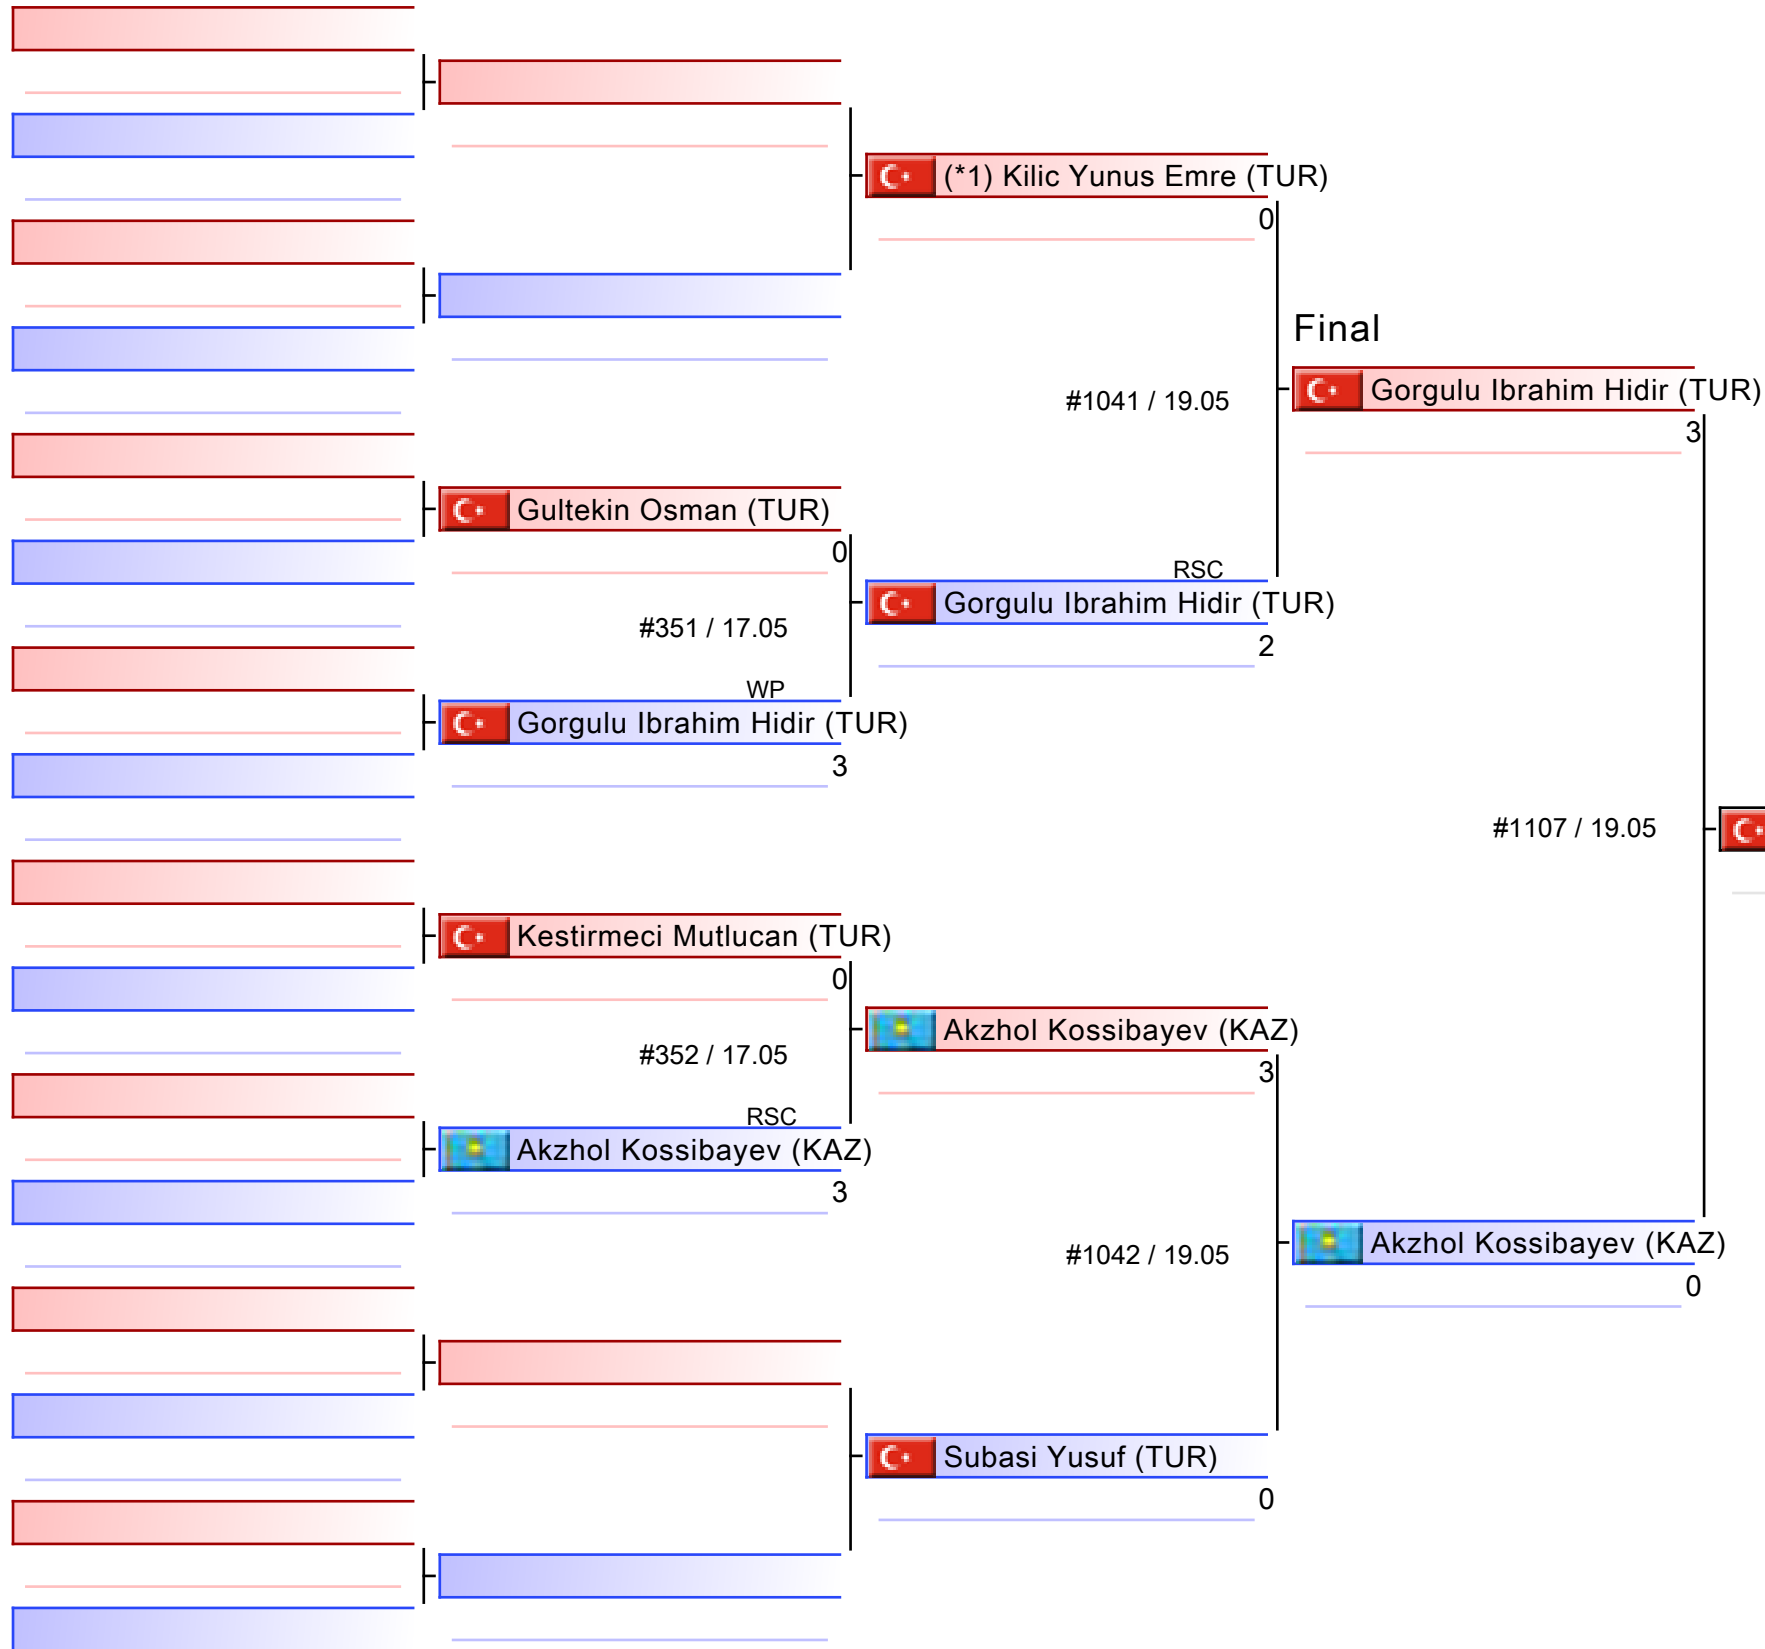 (*1) Kilic Yunus Emre (TUR)
0
Final
#1041 / 19.05
Gorgulu Ibrahim Hidir (TUR)
3
Gultekin Osman (TUR)
0
RSC
Gorgulu Ibrahim Hidir (TUR)
2
#351 / 17.05
WP
Gorgulu Ibrahim Hidir (TUR)
3
#1107 / 19.05
Kestirmeci Mutlucan (TUR)
0
Akzhol Kossibayev (KAZ)
3
#352 / 17.05
RSC
Akzhol Kossibayev (KAZ)
3
#1042 / 19.05
Akzhol Kossibayev (KAZ)
0
Subasi Yusuf (TUR)
0